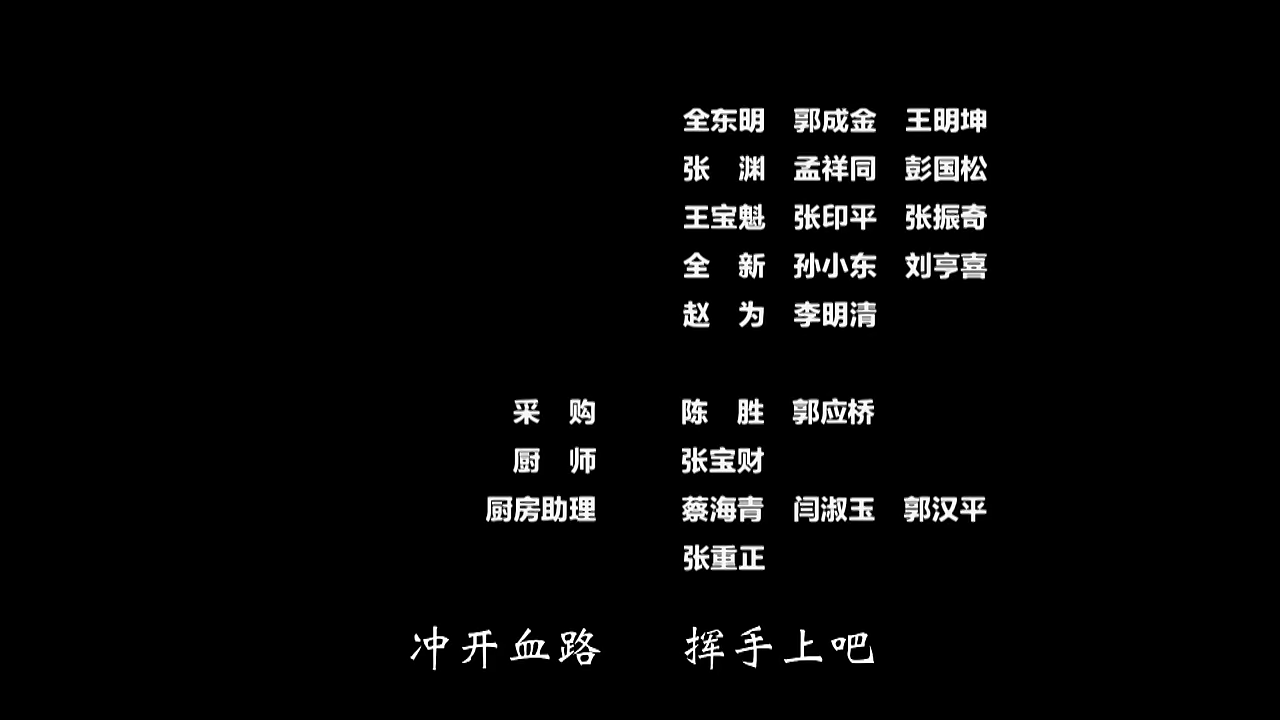 全东明 郭成金 王明坤
张 渊 孟祥同 彭国松
王宝魁 张印平 张振奇
全 新 孙小东 刘亨喜
赵 为 李明清
采 购 陈 胜 郭应桥
厨 师 张宝财
厨房助理 蔡海青 闫淑玉 郭汉平
张重正
冲开血路 挥手上吧